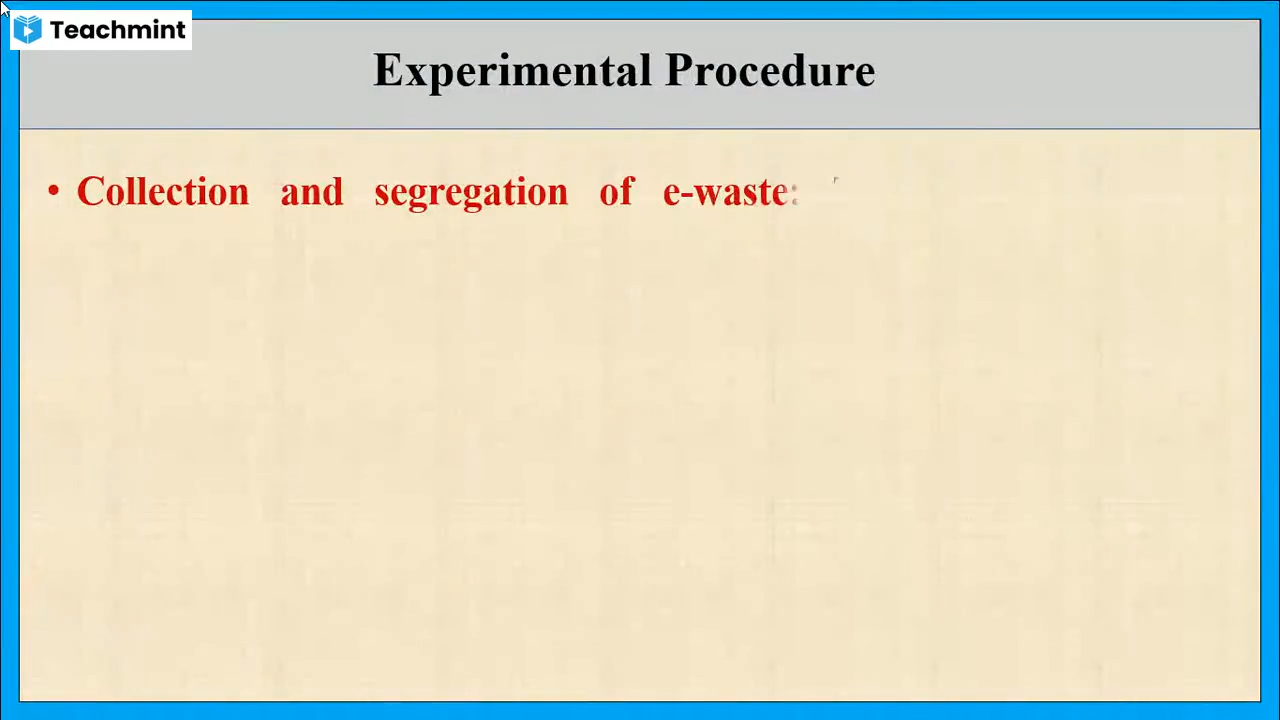 Teachmint
Experimental Procedure
• Collection and segregation of e-waste: